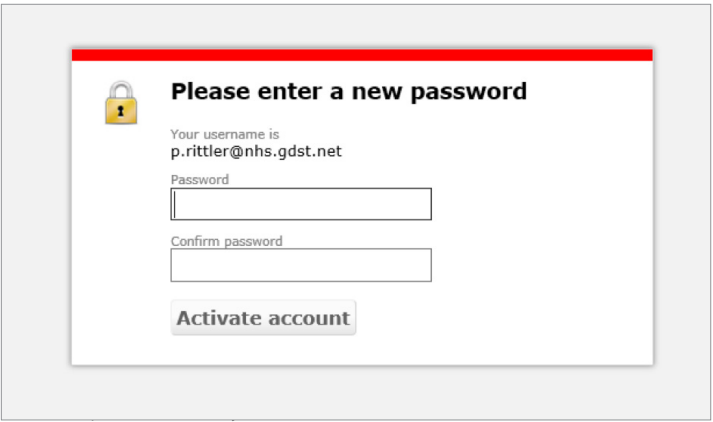 Please enter a new password
Your username is
p.rittler@nhs.gdst.net
Password
Confirm password
Activate account